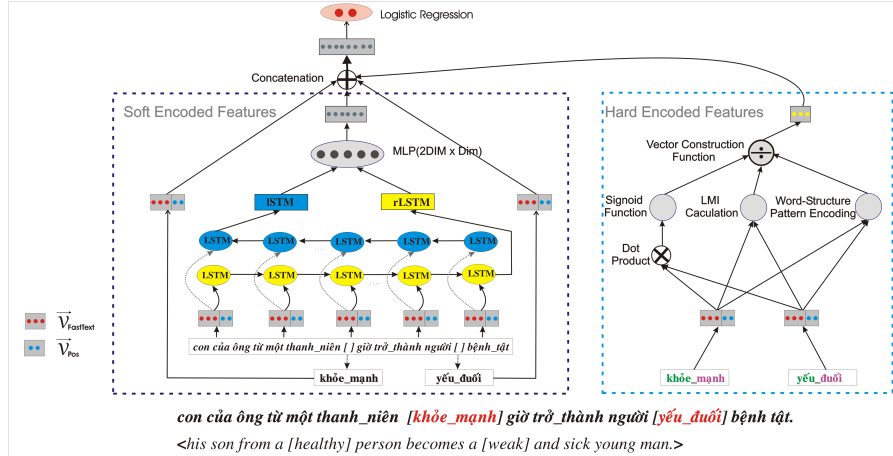 Logistic Regression
Concatenation
Soft Encoded Features
Hard Encoded Features
MLP(2DIM x Dim)
Vector Construction
Function
lSTM
rLSTM
Signoid
Function
LMI
Caculation
Word-Structure
Pattern Encoding
LSTM LSTM LSTM LSTM LSTM
Dot
Product
LSTM LSTM LSTM LSTM LSTM
V FastText
V Pos
con của ông từ một thanh_niên [ ] giờ trở_thành người [ ] bệnh_tật
khỏe_mạnh
yếu_đuối
khỏe_mạnh
yếu_đuối
con của ông từ một thanh_niên [khỏe_mạnh] giờ trở_thành người [yếu_đuối] bệnh tật.
<his son from a [healthy] person becomes a [weak] and sick young man.>